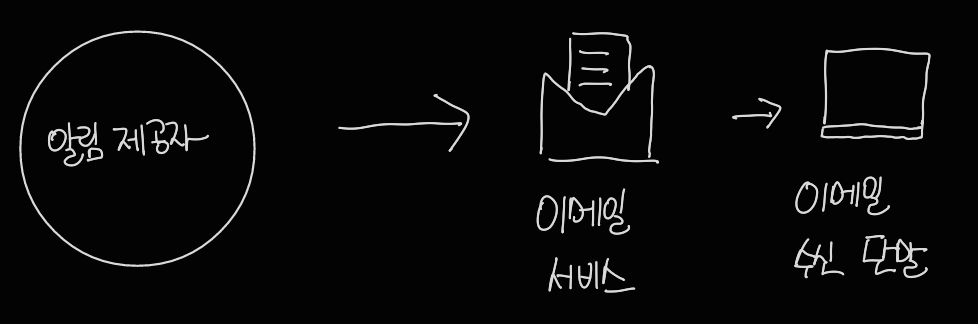 알림 제공자
이메일
서비스
이메일
수신 단말